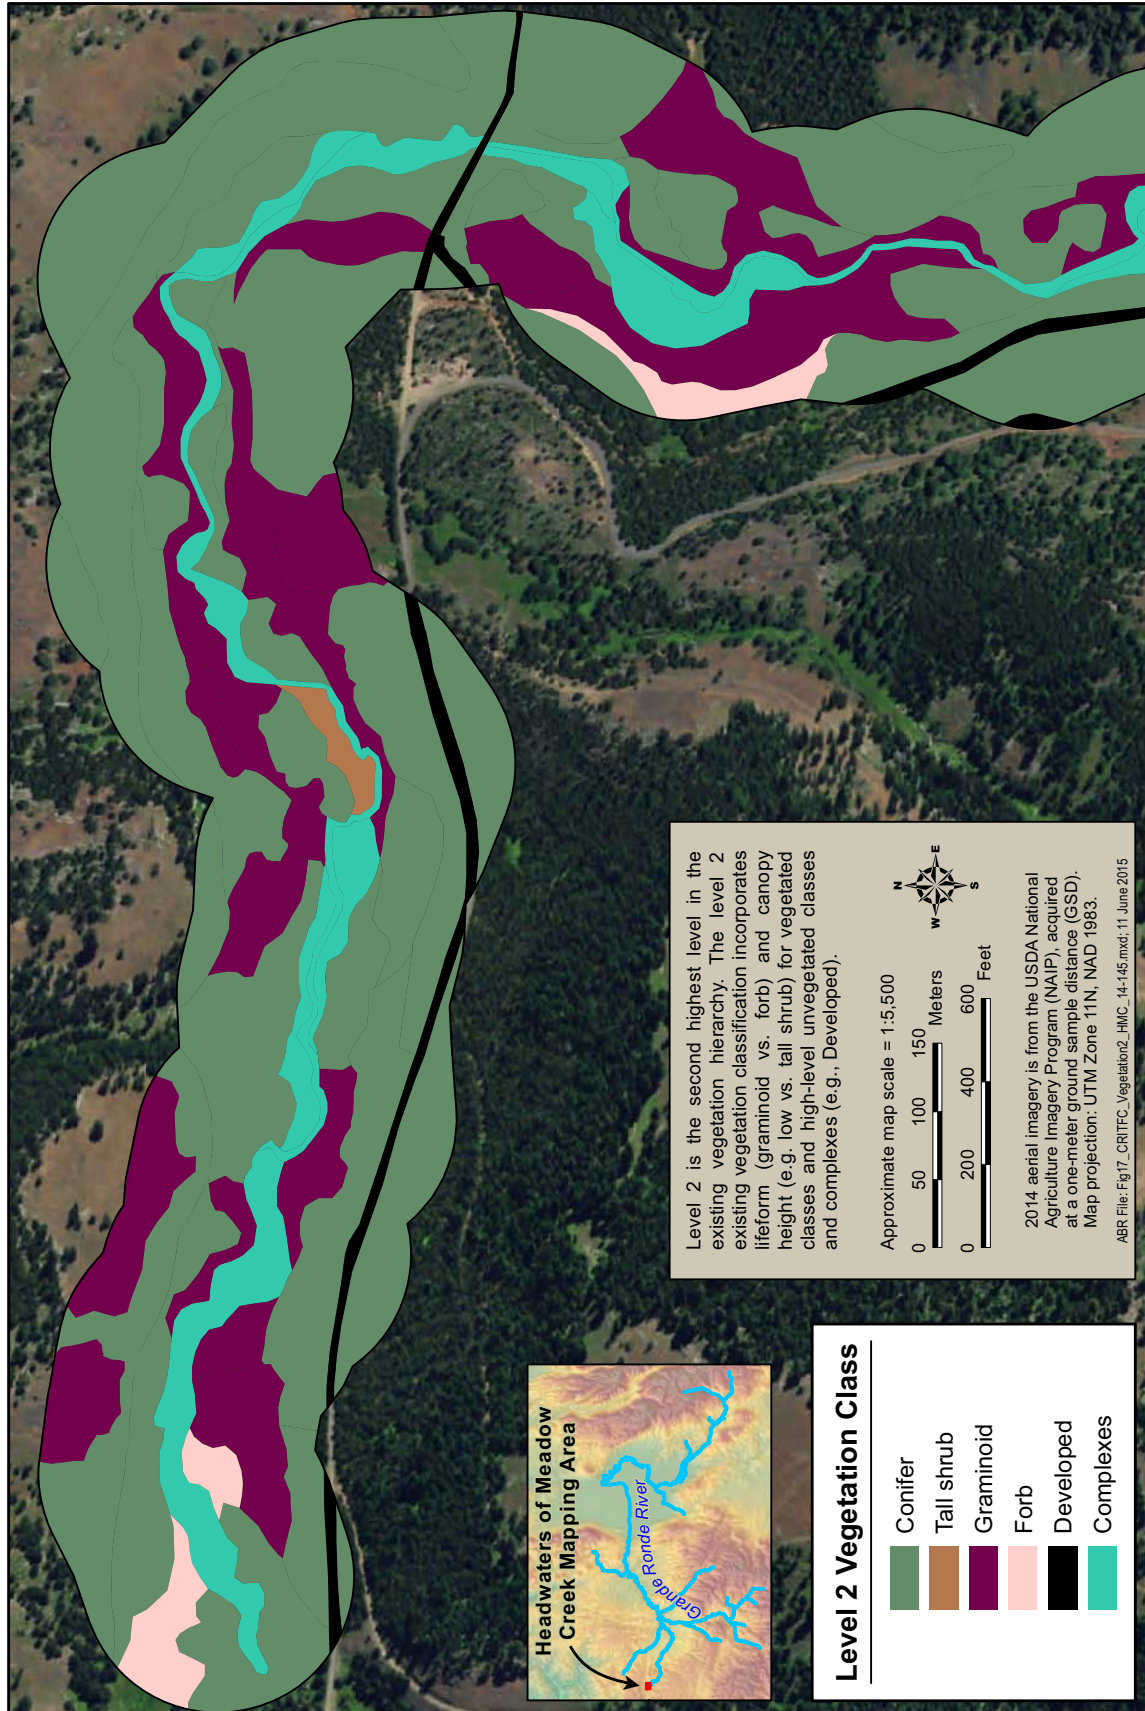 Level 2 is the second highest level in the
existing vegetation hierarchy. The level 2
existing vegetation classification incorporates
lifeform (graminoid vs. forb) and canopy
height (e.g. low vs. tall shrub) for vegetated
classes and high-level unvegetated classes
and complexes (e.g., Developed).
Approximate map scale = 1:5,500
0 50 100 150
Meters
0 200 400 600
Feet
N
W E
S
2014 aerial imagery is from the USDA National
Agriculture Imagery Program (NAIP), acquired
at a one-meter ground sample distance (GSD).
Map projection: UTM Zone 11N, NAD 1983.
ABR File: Fig17_CRITFC_Vegetation2_HMC_14-145.mxd; 11 June 2015
Headwaters of Meadow
Creek Mapping Area
Grande Ronde River
Level 2 Vegetation Class
Conifer
Tall shrub
Graminoid
Forb
Developed
Complexes